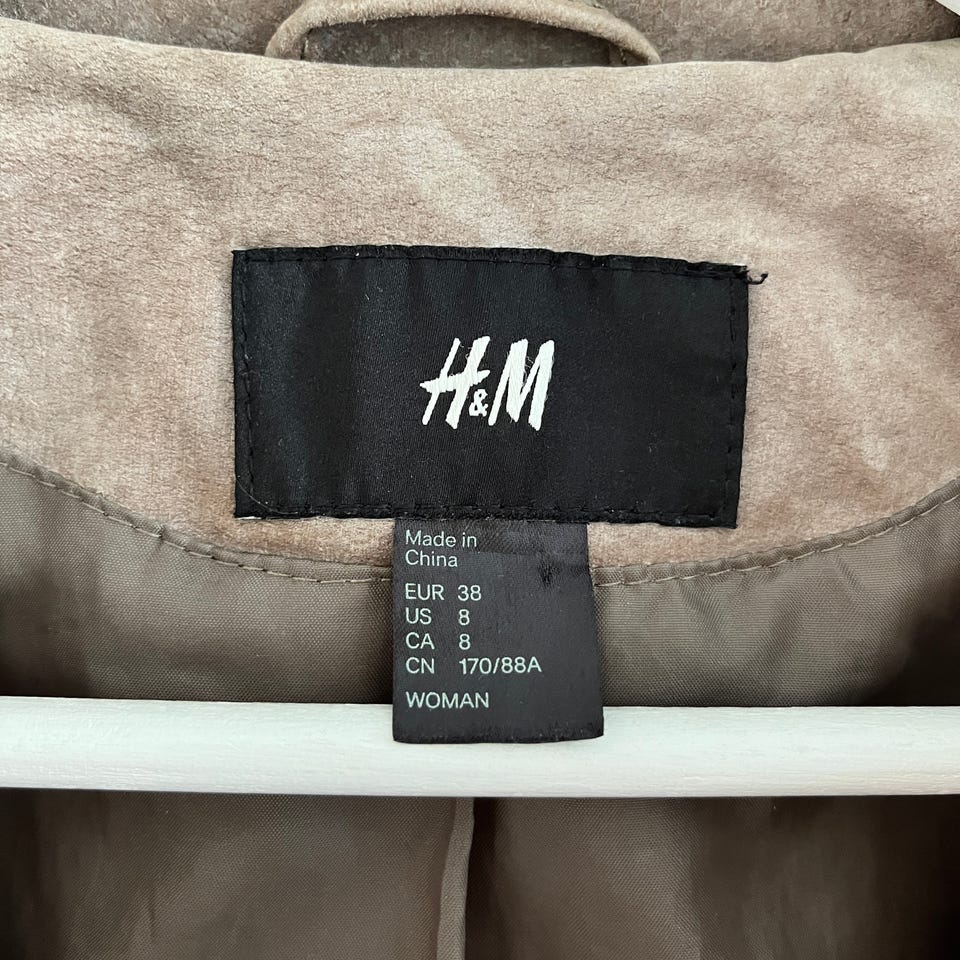 H&M
Made in
China
EUR 38
US 8
CA 8
CN 170/88A
WOMAN